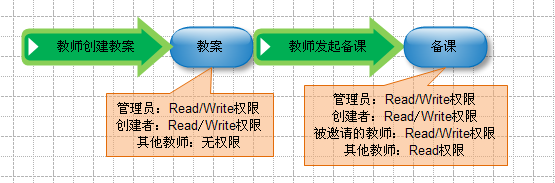 教师创建教案
教案
教师发起备课
备课
管理员：Read/Write权限
创建者：Read/Write权限
其他教师：无权限
管理员：Read/Write权限
创建者：Read/Write权限
被邀请的教师：Read/Write权限
其他教师：Read权限